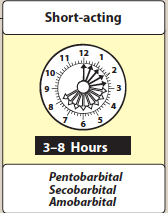 Short-acting
12
1
2
3
4
5
6
7
8
9
10
11
3–8 Hours
Pentobarbital
Secobarbital
Amobarbital